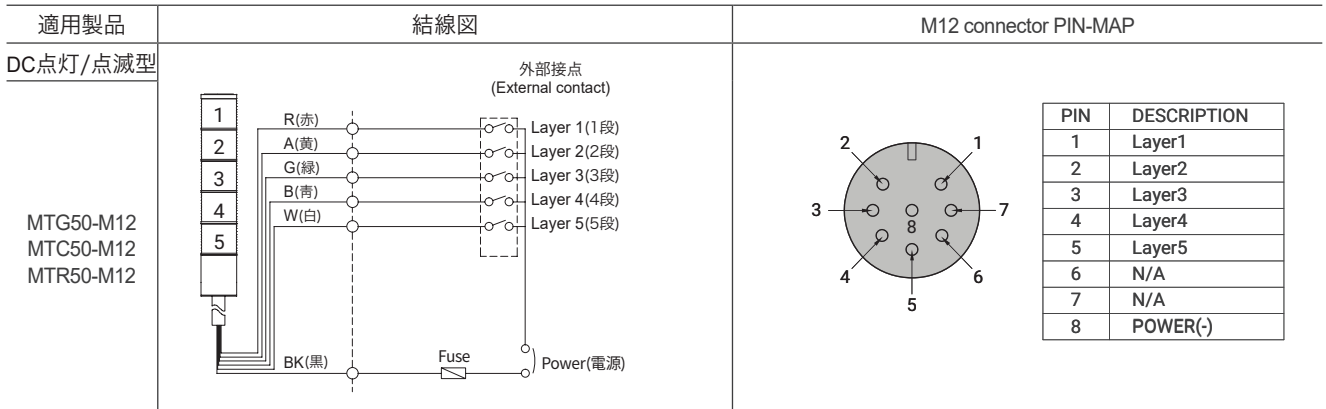 適用製品
結線図
M12 connector PIN-MAP
DC点灯/点滅型
MTG50-M12
MTC50-M12
MTR50-M12
外部接点
(External contact)
1
2
3
4
5
R(赤)
A(黄)
G(緑)
B(靑)
W(白)
BK(黒)
Layer 1(1段)
Layer 2(2段)
Layer 3(3段)
Layer 4(4段)
Layer 5(5段)
Fuse
Power(電源)
2
1
3
8
7
4
6
5
PIN DESCRIPTION
1 Layer1
2 Layer2
3 Layer3
4 Layer4
5 Layer5
6 N/A
7 N/A
8 POWER(-)